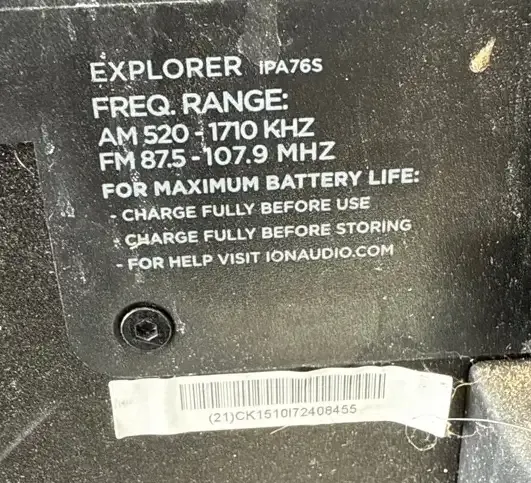 EXPLORER iPA76S
FREQ. RANGE:
AM 520 - 1710 KHZ
FM 87.5 - 107.9 MHZ
FOR MAXIMUM BATTERY LIFE:
- CHARGE FULLY BEFORE USE
- CHARGE FULLY BEFORE STORING
- FOR HELP VISIT IONAUDIO.COM
(21)CK1510I72408455